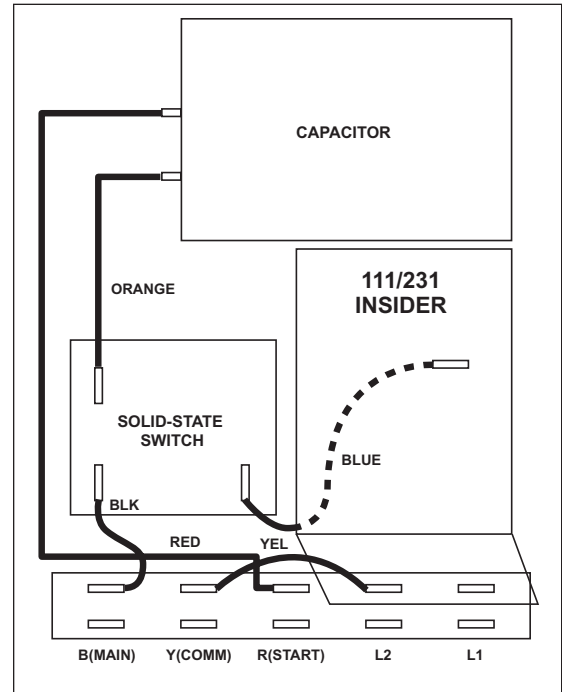 CAPACITOR
111/231
INSIDER
ORANGE
SOLID-STATE
SWITCH
BLUE
BLK
RED
YEL
B(MAIN)
Y(COMM)
R(START)
L2
L1